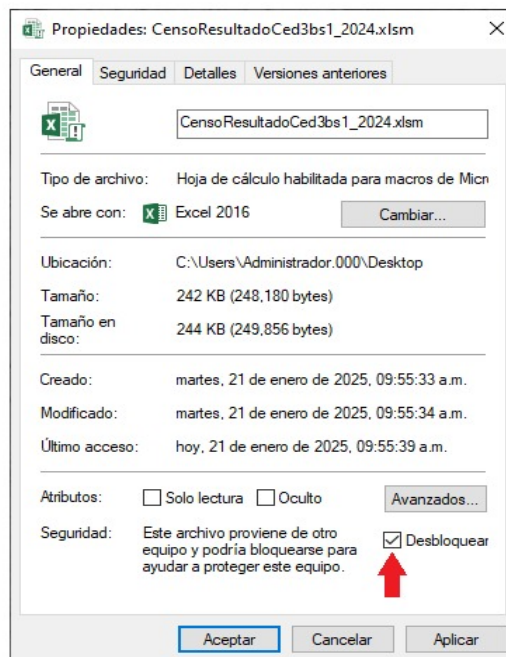 Propiedades: CensoResultadoCed3bs1_2024.xlsm
General Seguridad Detalles Versiones anteriores
CensoResultadoCed3bs1_2024.xlsm
Tipo de archivo: Hoja de cálculo habilitada para macros de Micr
Se abre con: Excel 2016 Cambiar...
Ubicación: C:\Users\Administrador.000\Desktop
Tamaño: 242 KB (248,180 bytes)
Tamaño en
disco: 244 KB (249,856 bytes)
Creado: martes, 21 de enero de 2025, 09:55:33 a.m.
Modificado: martes, 21 de enero de 2025, 09:55:34 a.m.
Último acceso: hoy, 21 de enero de 2025, 09:55:39 a.m.
Atributos: Solo lectura Oculto Avanzados...
Seguridad: Este archivo proviene de otro
equipo y podría bloquearse para
ayudar a proteger este equipo.
Desbloquear
Aceptar Cancelar Aplicar